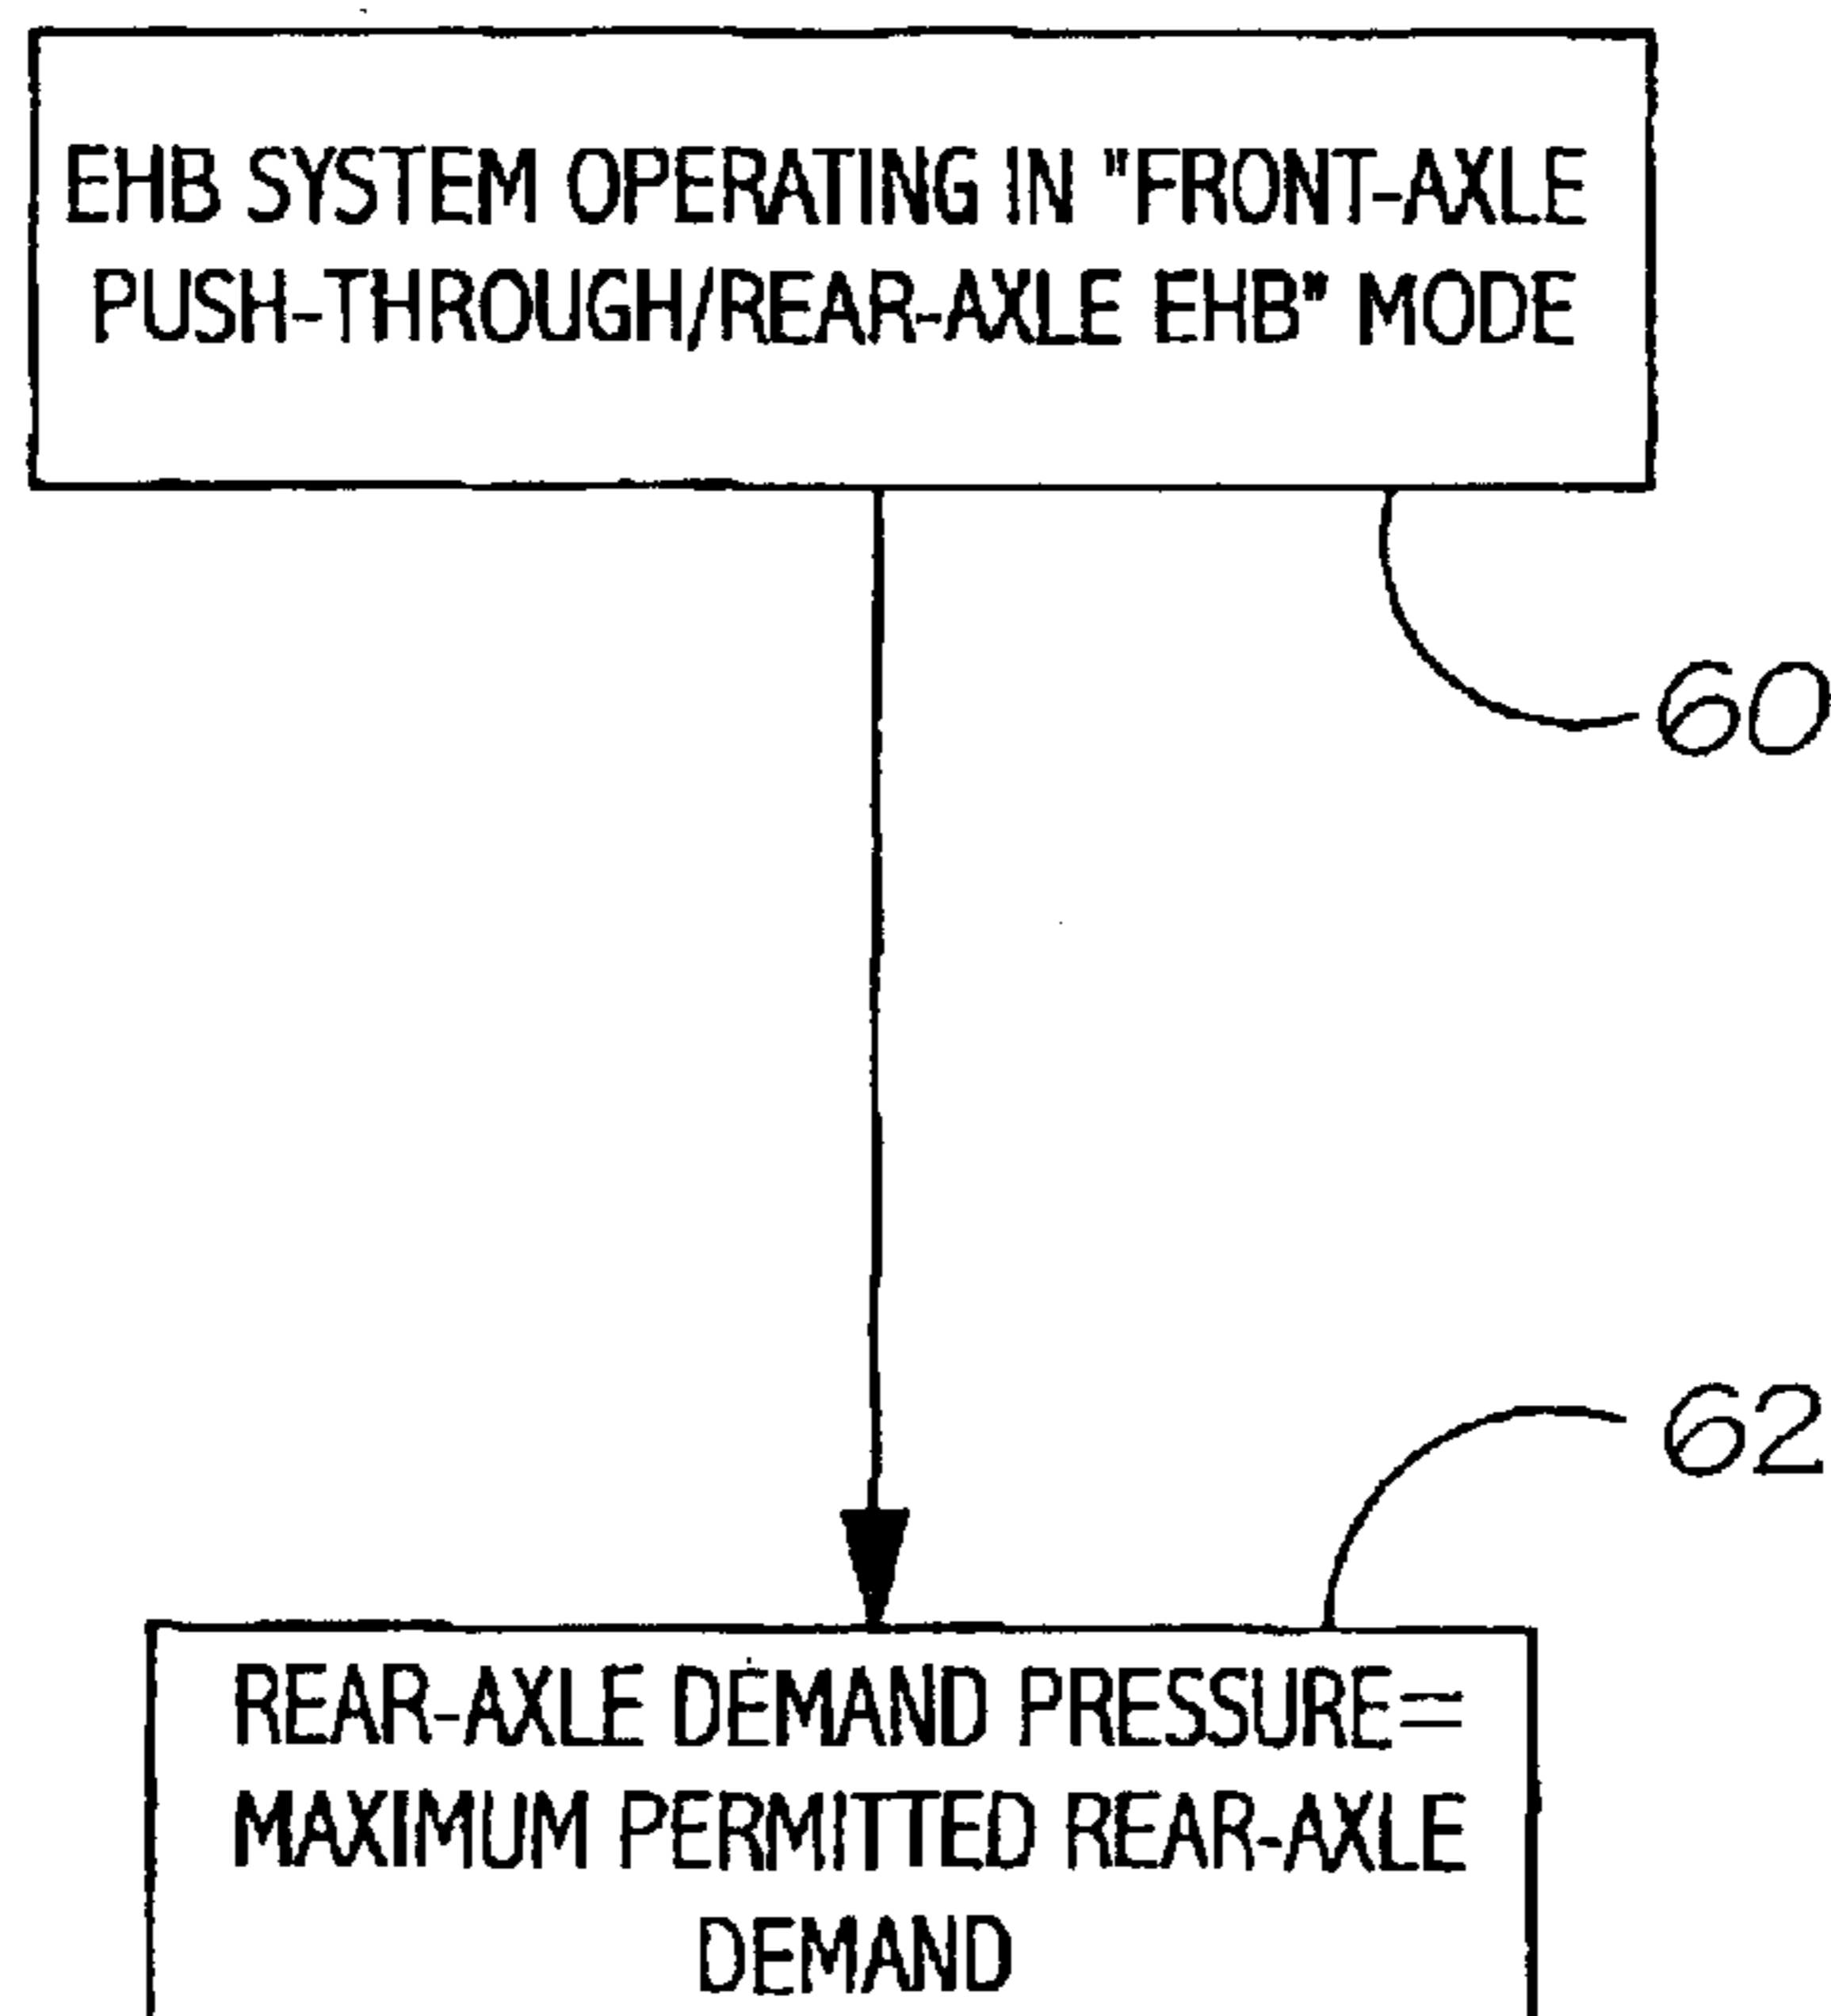 EHB SYSTEM OPERATING IN "FRONT-AXLE
PUSH-THROUGH/REAR-AXLE EHB" MODE
60
62
REAR-AXLE DEMAND PRESSURE=
MAXIMUM PERMITTED REAR-AXLE
DEMAND